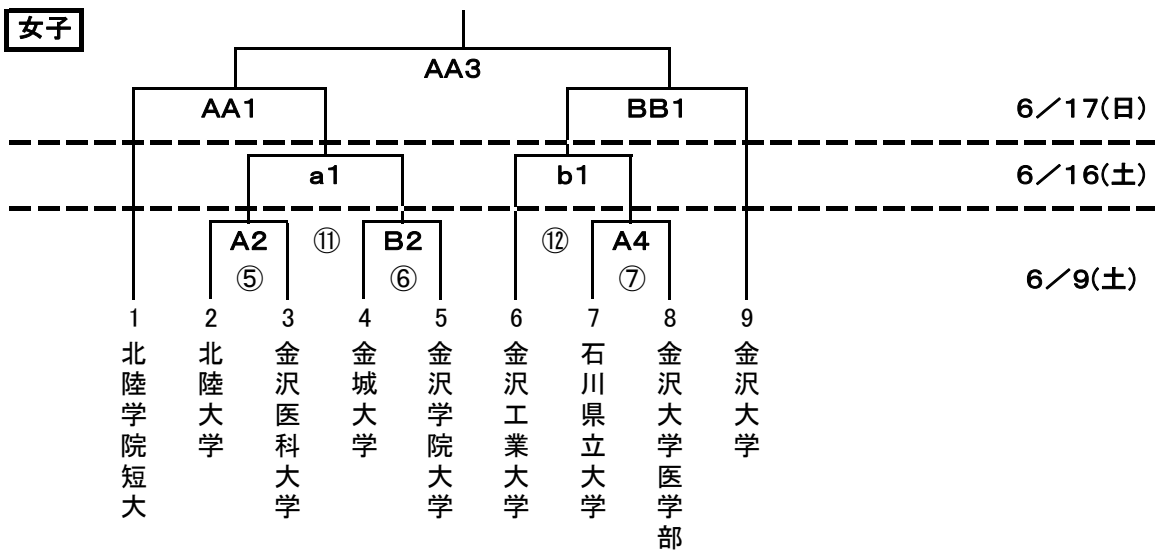 女子
AA3
AA1
BB1
6／17(日)
a1
b1
6／16(土)
A2
⑪
B2
⑫
A4
⑤
⑥
⑦
6／9(土)
1
2
3
4
5
6
7
8
9
北陸学院短大
北陸大学
金沢医科大学
金城大学
金沢学院大学
金沢工業大学
石川県立大学
金沢大学医学部
金沢大学